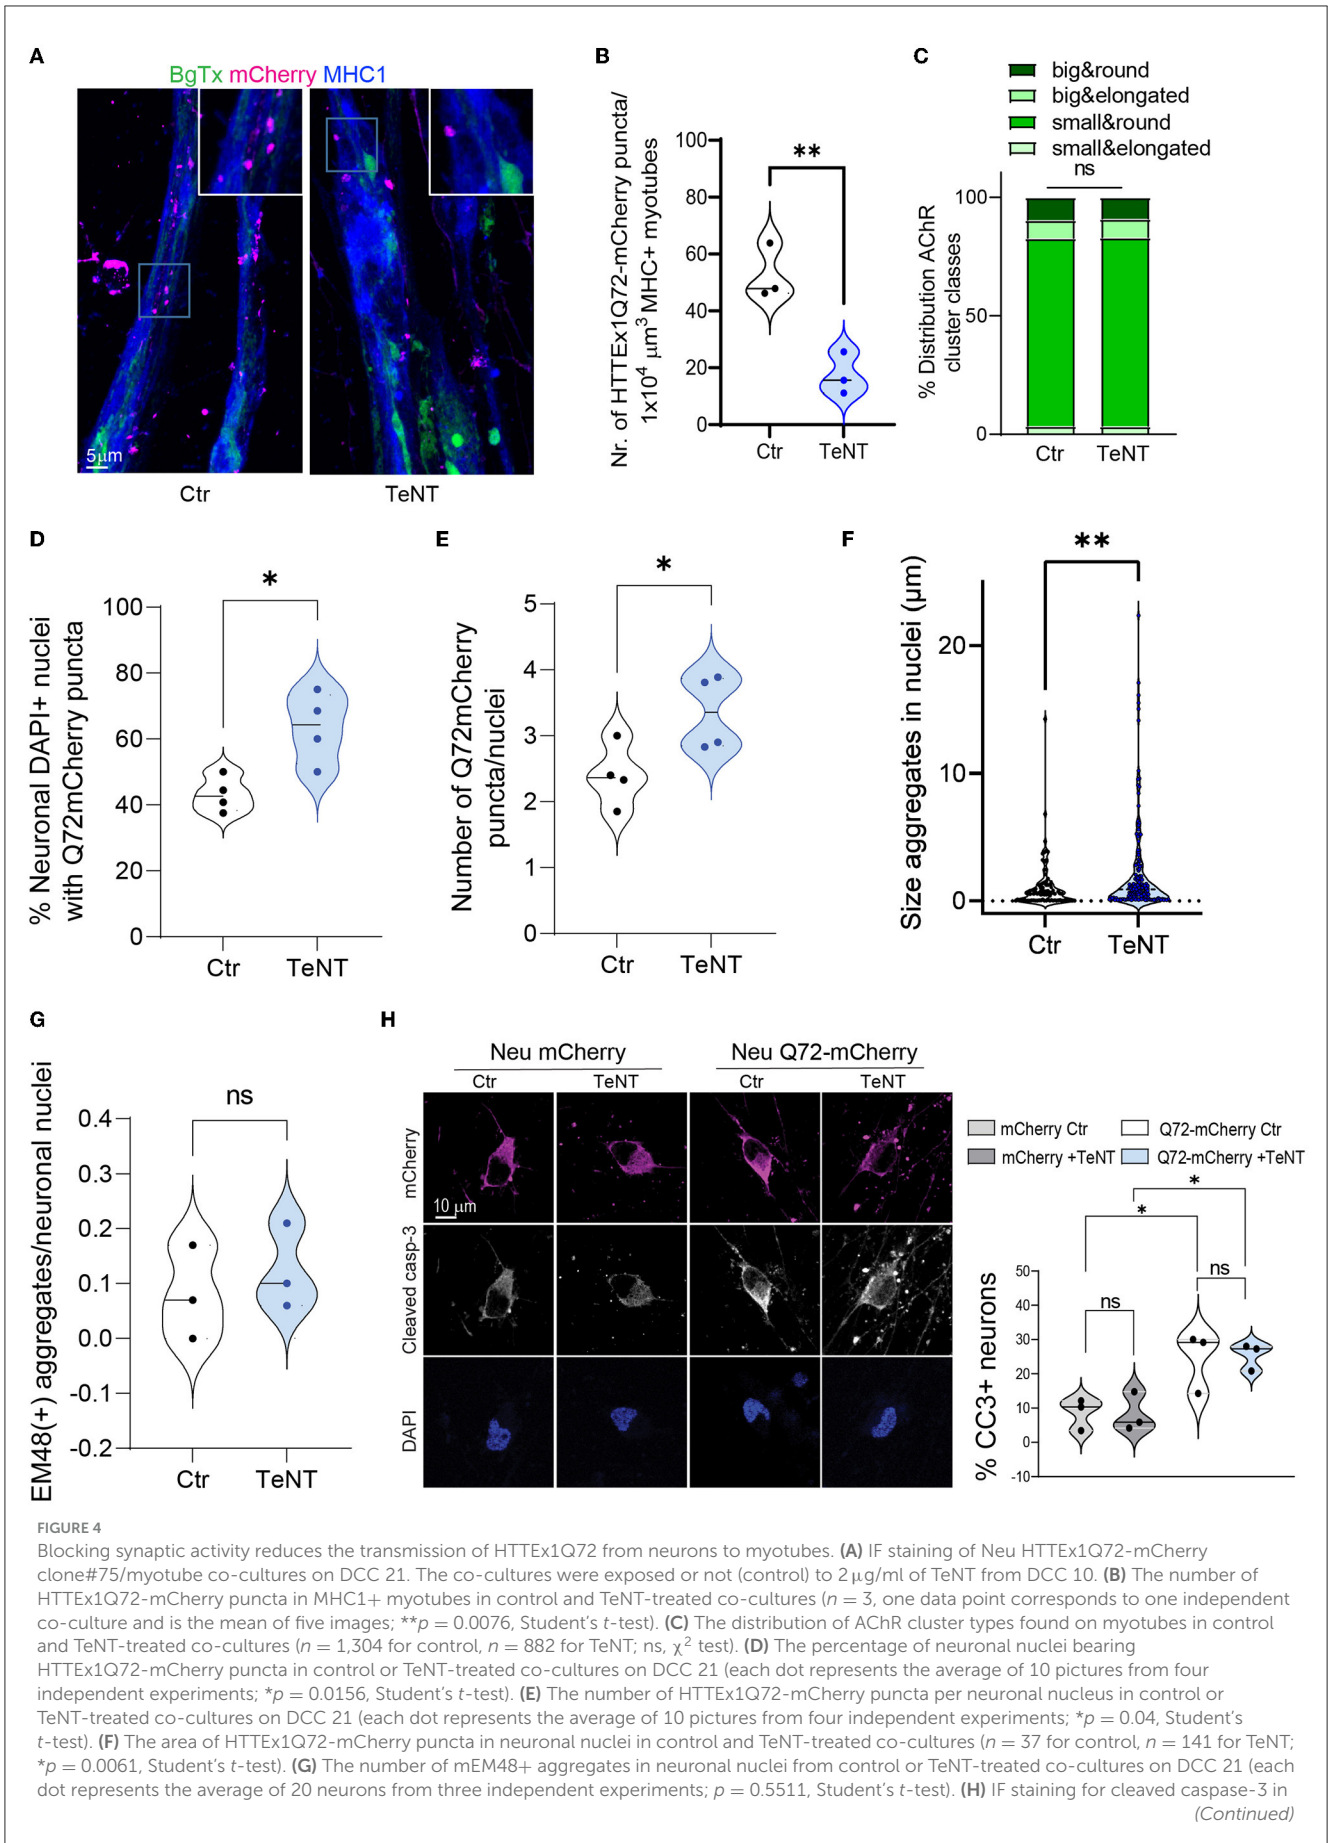 A
BgTx mCherry MHC1
5 µm
Ctr
TeNT
B
Nr. of HTTEx1Q72-mCherry puncta/
1x10⁴ µm³ MHC+ myotubes
100
80
60
40
20
0
**
Ctr
TeNT
C
big&round
big&elongated
small&round
small&elongated
ns
% Distribution AChR
cluster classes
100
50
0
Ctr
TeNT
D
% Neuronal DAPI+ nuclei
with Q72mCherry puncta
100
80
60
40
20
0
*
Ctr
TeNT
E
Number of Q72mCherry
puncta/nuclei
5
4
3
2
1
0
*
Ctr
TeNT
F
Size aggregates in nuclei (µm)
20
10
0
**
Ctr
TeNT
G
EM48(+) aggregates/neuronal nuclei
0.4
0.3
0.2
0.1
0.0
-0.1
-0.2
ns
Ctr
TeNT
H
Neu mCherry
Neu Q72-mCherry
Ctr
TeNT
Ctr
TeNT
mCherry
10 µm
Cleaved casp-3
DAPI
mCherry Ctr
Q72-mCherry Ctr
mCherry +TeNT
Q72-mCherry +TeNT
*
*
ns
ns
% CC3+ neurons
50
40
30
20
10
0
-10
FIGURE 4
Blocking synaptic activity reduces the transmission of HTTEx1Q72 from neurons to myotubes. (A) IF staining of Neu HTTEx1Q72-mCherry
clone#75/myotube co-cultures on DCC 21. The co-cultures were exposed or not (control) to 2 µg/ml of TeNT from DCC 10. (B) The number of
HTTEx1Q72-mCherry puncta in MHC1+ myotubes in control and TeNT-treated co-cultures (n = 3, one data point corresponds to one independent
co-culture and is the mean of five images; **p = 0.0076, Student's t-test). (C) The distribution of AChR cluster types found on myotubes in control
and TeNT-treated co-cultures (n = 1,304 for control, n = 882 for TeNT; ns, χ² test). (D) The percentage of neuronal nuclei bearing
HTTEx1Q72-mCherry puncta in control or TeNT-treated co-cultures on DCC 21 (each dot represents the average of 10 pictures from four
independent experiments; *p = 0.0156, Student's t-test). (E) The number of HTTEx1Q72-mCherry puncta per neuronal nucleus in control or
TeNT-treated co-cultures on DCC 21 (each dot represents the average of 10 pictures from four independent experiments; *p = 0.04, Student's
t-test). (F) The area of HTTEx1Q72-mCherry puncta in neuronal nuclei in control and TeNT-treated co-cultures (n = 37 for control, n = 141 for TeNT;
*p = 0.0061, Student's t-test). (G) The number of mEM48+ aggregates in neuronal nuclei from control or TeNT-treated co-cultures on DCC 21 (each
dot represents the average of 20 neurons from three independent experiments; p = 0.5511, Student's t-test). (H) IF staining for cleaved caspase-3 in
(Continued)